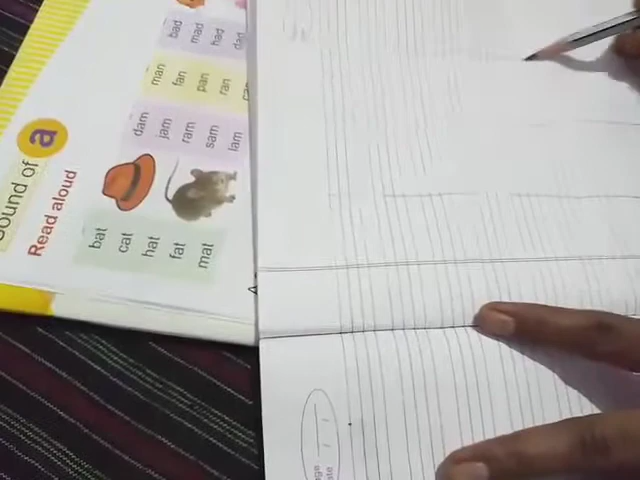 Sound of a
Read aloud
bat
cat
hat
fat
mat
dam
jam
ram
sam
lam
man
fan
pan
ran
bad
mad
had